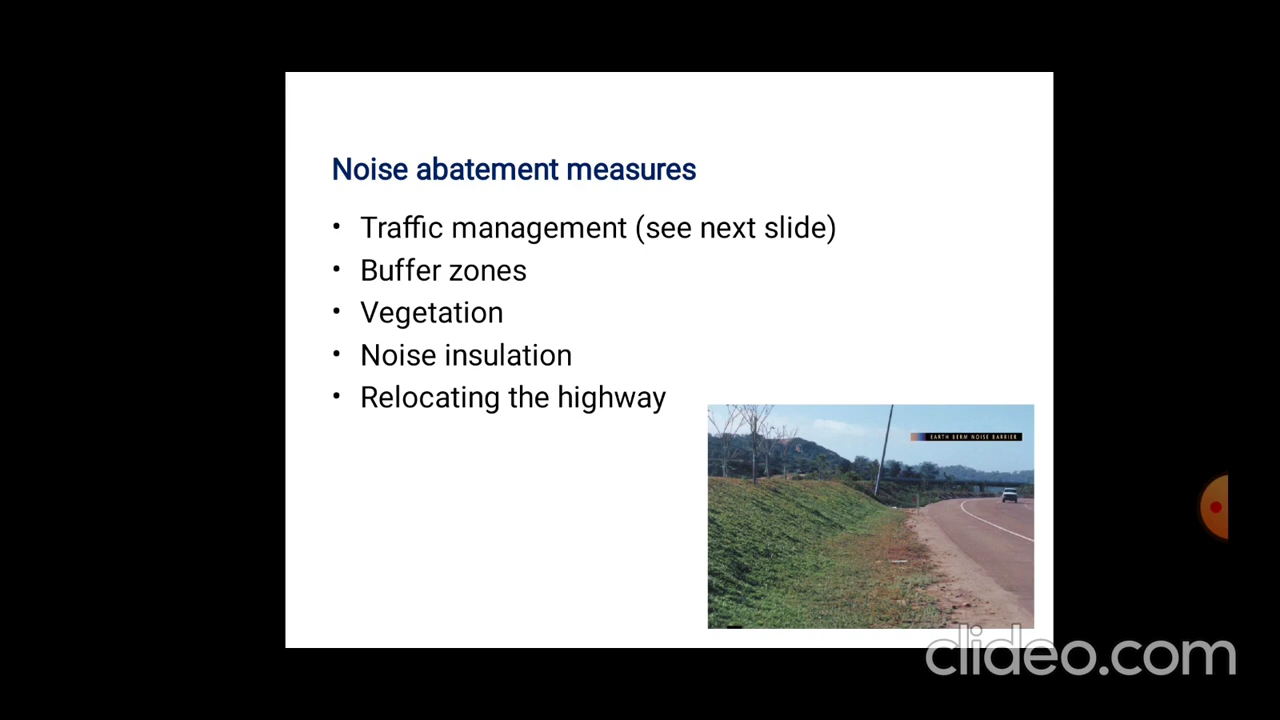 Noise abatement measures
• Traffic management (see next slide)
• Buffer zones
• Vegetation
• Noise insulation
• Relocating the highway
EARTH BERM NOISE BARRIER
clideo.com